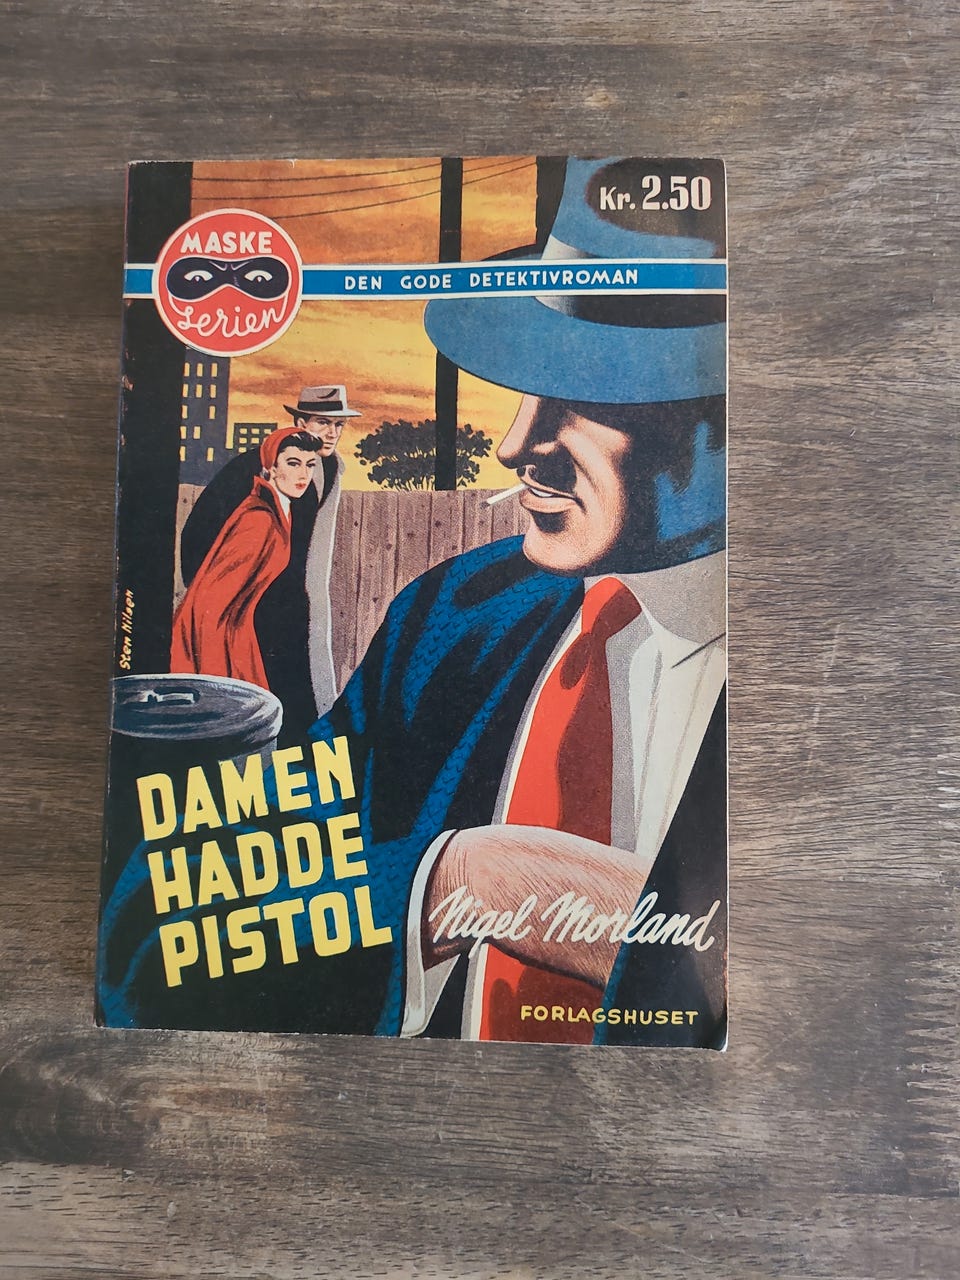 Kr. 2.50
MASKE
Serien
DEN GODE DETEKTIVROMAN
Sten Nilsen
DAMEN
HADDE
PISTOL
Nigel Morland
FORLAGSHUSET